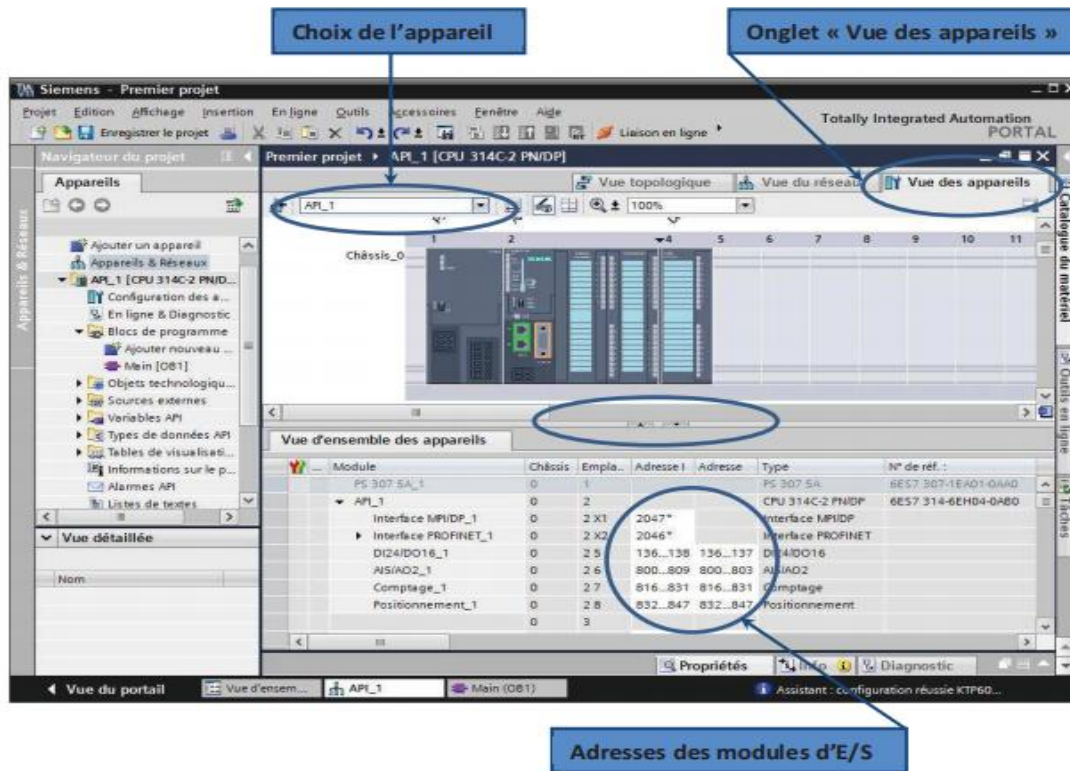 Choix de l'appareil
Onglet « Vue des appareils »
Siemens - Premier projet
Projet Edition Affichage Insertion En ligne Outils Accessoires Fenêtre Aide
Totally Integrated Automation
PORTAL
Enregistrer le projet
Liaison en ligne
Navigateur du projet
Premier projet ▸ API_1 [CPU 314C-2 PN/DP]
Appareils
Vue topologique
Vue du réseau
Vue des appareils
API_1
100%
Appareils & Réseaux
Ajouter un appareil
Appareils & Réseaux
API_1 [CPU 314C-2 PN/D...
Configuration des a...
En ligne & Diagnostic
Blocs de programme
Ajouter nouveau ...
Main [OB1]
Objets technologiqu...
Sources externes
Variables API
Types de données API
Tables de visualisati...
Informations sur le p...
Alarmes API
Listes de textes
Châssis_0
1 2 4 5 6 7 8 9 10 11
Catalogue du matériel
Outils en ligne
Tâches
Vue d'ensemble des appareils
... Module Châssis Empla.. Adresse I Adresse Type N° de réf. :
PS 307 5A_1 0 1 PS 307 5A 6ES7 307-1EA01-0AA0
API_1 0 2 CPU 314C-2 PN/DP 6ES7 314-6EH04-0AB0
Interface MPI/DP_1 0 2 X1 2047* Interface MPI/DP
Interface PROFINET_1 0 2 X2 2046* Interface PROFINET
DI24/DO16_1 0 2 5 136...138 136...137 DI24/DO16
AI5/AO2_1 0 2 6 800...809 800...803 AI5/AO2
Comptage_1 0 2 7 816...831 816...831 Comptage
Positionnement_1 0 2 8 832...847 832...847 Positionnement
0 3
Vue détaillée
Nom
Propriétés
Info
Diagnostic
Vue du portail
Vue d'ensem...
API_1
Main (OB1)
Assistant : configuration réussie KTP60...
Adresses des modules d'E/S